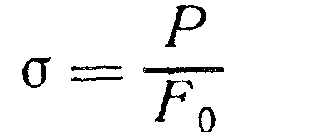 σ = P / F₀